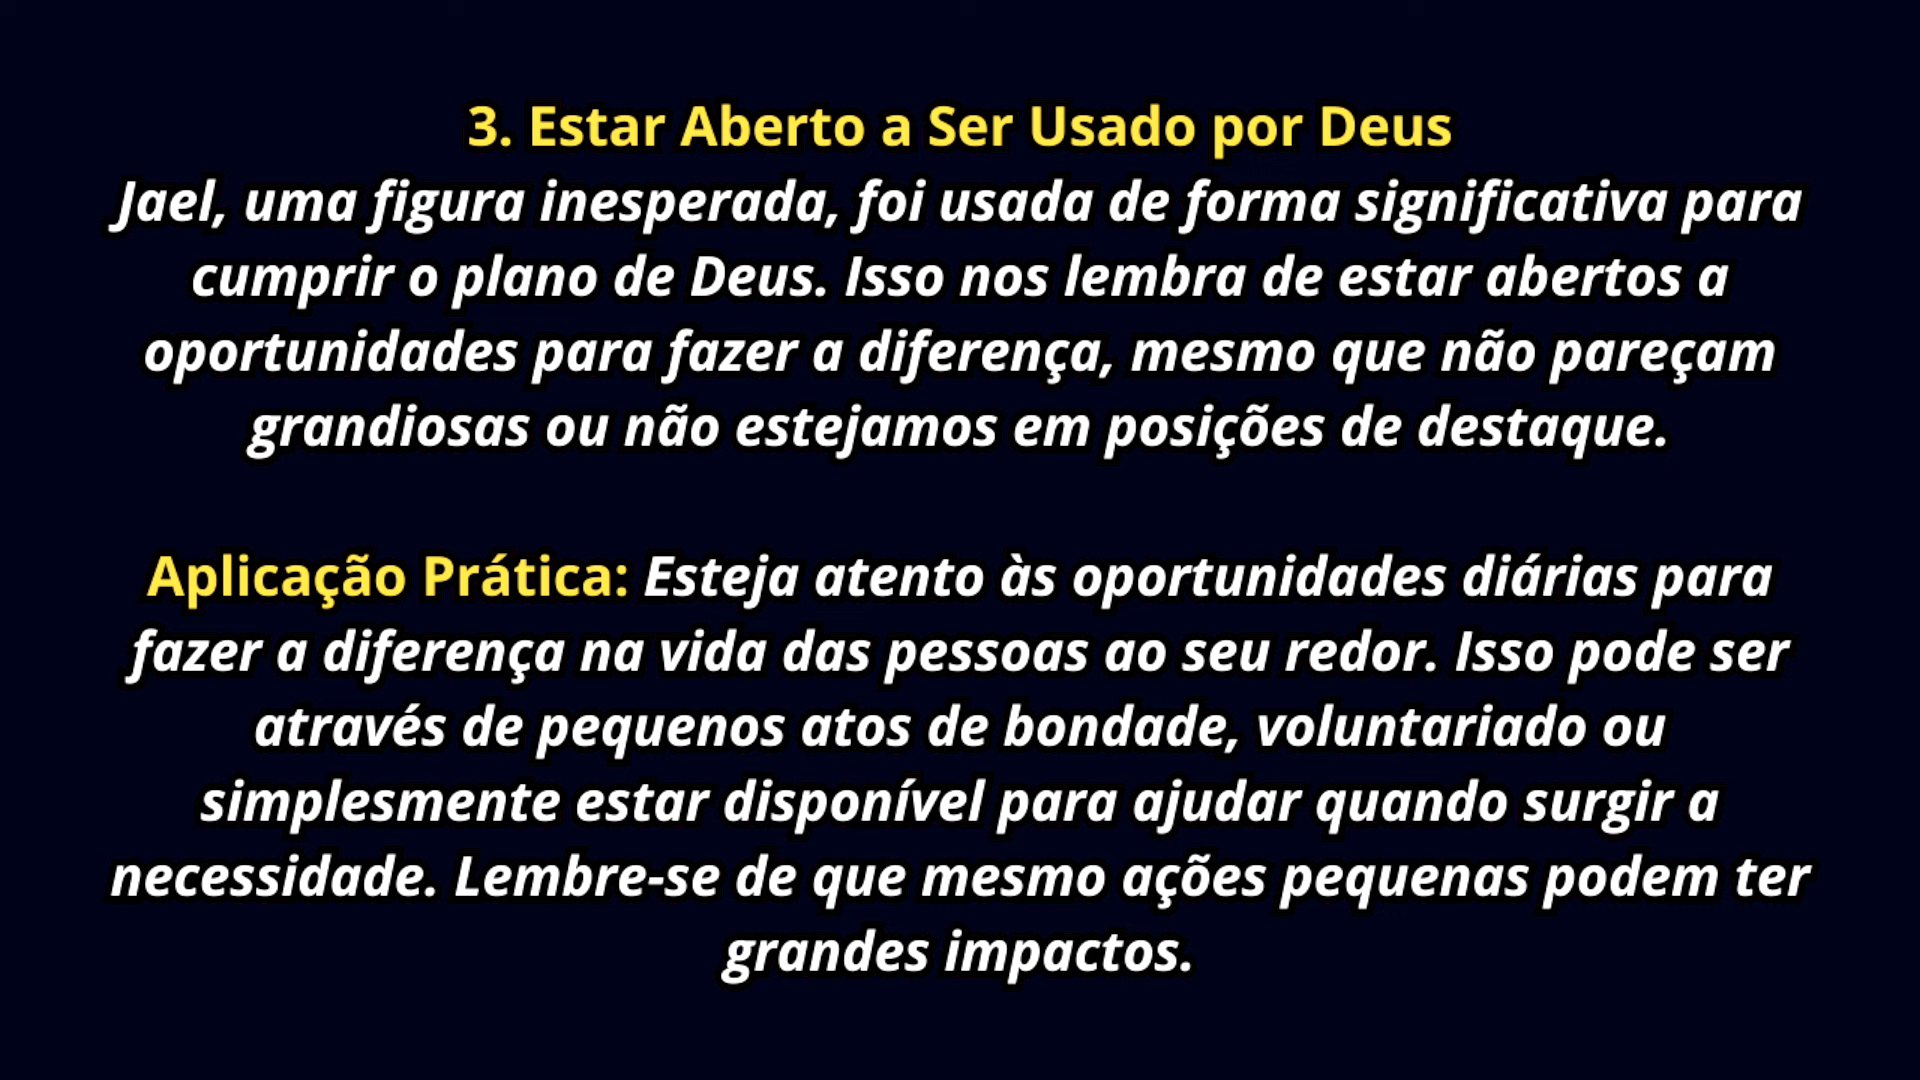 3. Estar Aberto a Ser Usado por Deus
Jael, uma figura inesperada, foi usada de forma significativa para
cumprir o plano de Deus. Isso nos lembra de estar abertos a
oportunidades para fazer a diferença, mesmo que não pareçam
grandiosas ou não estejamos em posições de destaque.
Aplicação Prática: Esteja atento às oportunidades diárias para
fazer a diferença na vida das pessoas ao seu redor. Isso pode ser
através de pequenos atos de bondade, voluntariado ou
simplesmente estar disponível para ajudar quando surgir a
necessidade. Lembre-se de que mesmo ações pequenas podem ter
grandes impactos.